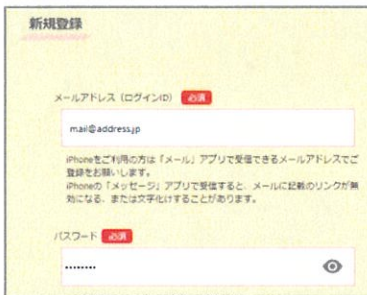 新規登録
メールアドレス（ログインID） 必須
mail@address.jp
iPhoneをご利用の方は「メール」アプリで受信できるメールアドレスでご
登録をお願いします。
iPhoneの「メッセージ」アプリで受信すると、メールに記載のリンクが無
効になる、または文字化けすることがあります。
パスワード 必須
••••••••